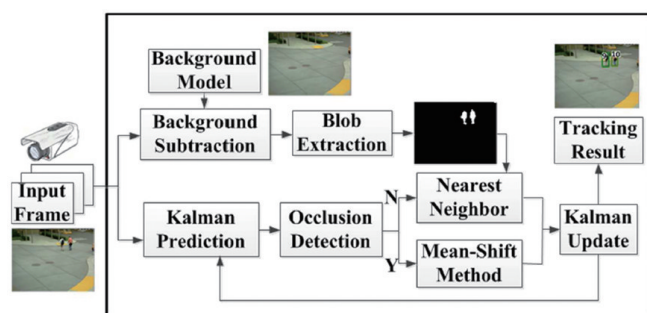 Background
Model
Background
Subtraction
Blob
Extraction
Input
Frame
Kalman
Prediction
Occlusion
Detection
N
Y
Nearest
Neighbor
Mean-Shift
Method
Kalman
Update
Tracking
Result
10